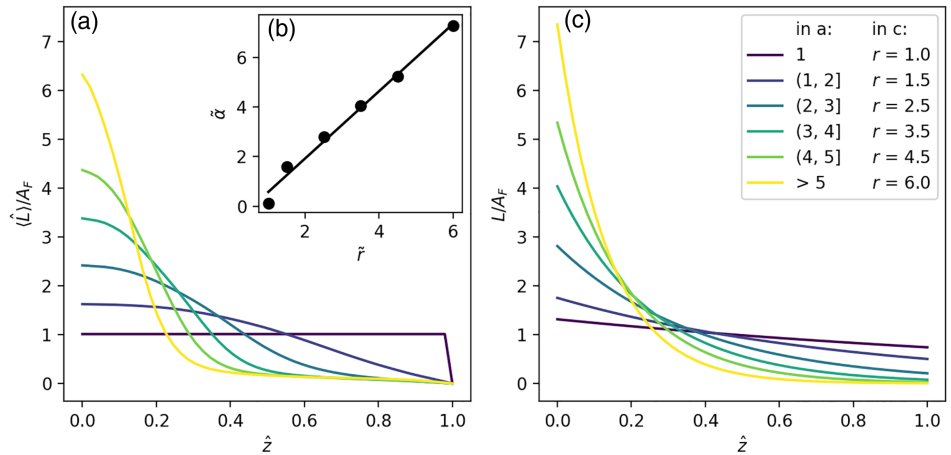 (a)
7
6
5
4
3
2
1
0
⟨L̂⟩/A_F
0.0 0.2 0.4 0.6 0.8 1.0
ẑ
(b)
6
4
2
0
α̃
2 4 6
r̃
(c)
7
6
5
4
3
2
1
0
L/A_F
0.0 0.2 0.4 0.6 0.8 1.0
ẑ
in a: in c:
1 r = 1.0
(1, 2] r = 1.5
(2, 3] r = 2.5
(3, 4] r = 3.5
(4, 5] r = 4.5
> 5 r = 6.0